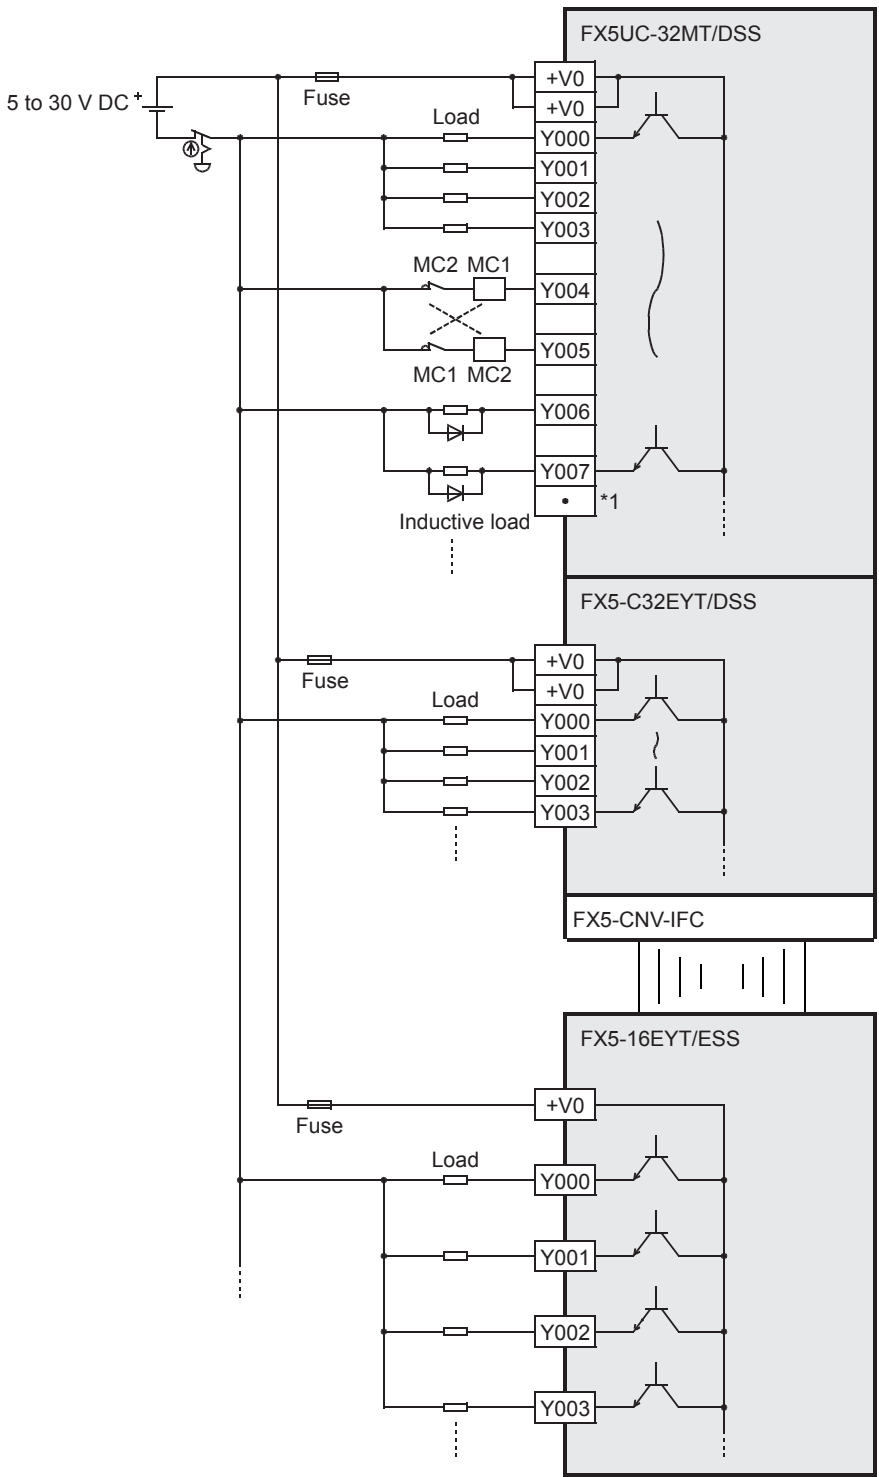 FX5UC-32MT/DSS
5 to 30 V DC +
Fuse
+V0
+V0
Load
Y000
Y001
Y002
Y003
MC2 MC1
Y004
Y005
MC1 MC2
Y006
Y007
• *1
Inductive load
FX5-C32EYT/DSS
+V0
Fuse
+V0
Load
Y000
Y001
Y002
Y003
FX5-CNV-IFC
FX5-16EYT/ESS
+V0
Fuse
Load
Y000
Y001
Y002
Y003